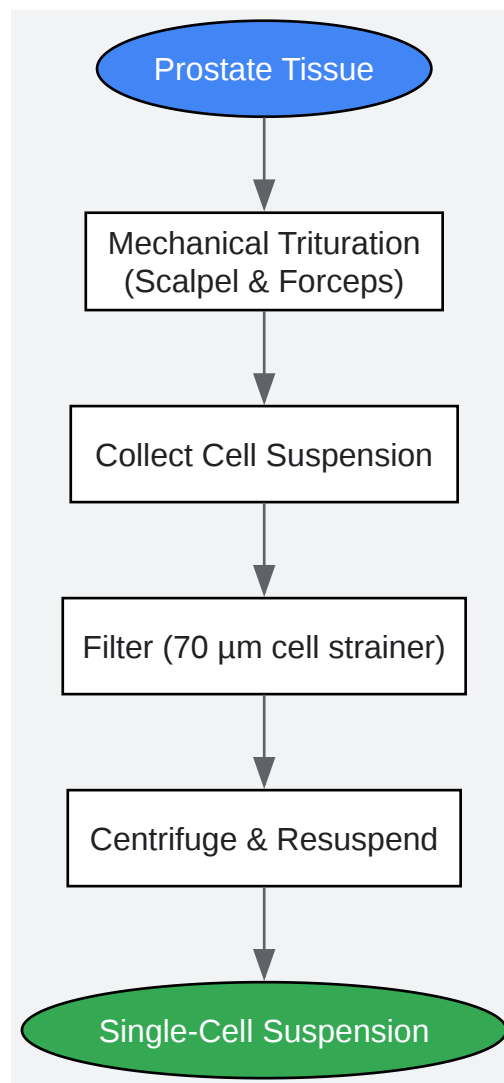 Prostate Tissue
Mechanical Trituration
(Scalpel & Forceps)
Collect Cell Suspension
Filter (70 µm cell strainer)
Centrifuge & Resuspend
Single-Cell Suspension